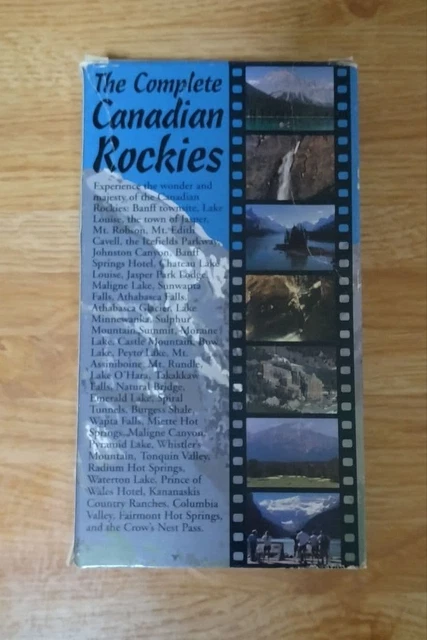 The Complete
Canadian
Rockies
Experience the wonder and
majesty of the Canadian
Rockies: Banff townsite, Lake
Louise, the town of Jasper,
Mt. Robson, Mt. Edith
Cavell, the Icefields Parkway,
Johnston Canyon, Banff
Springs Hotel, Chateau Lake
Louise, Jasper Park Lodge,
Maligne Lake, Sunwapta
Falls, Athabasca Falls,
Athabasca Glacier, Lake
Minnewanka, Sulphur
Mountain Summit, Moraine
Lake, Castle Mountain, Bow
Lake, Peyto Lake, Mt.
Assiniboine, Mt. Rundle,
Lake O'Hara, Takakkaw
Falls, Natural Bridge,
Emerald Lake, Spiral
Tunnels, Burgess Shale,
Wapta Falls, Miette Hot
Springs, Maligne Canyon,
Pyramid Lake, Whistler's
Mountain, Tonquin Valley,
Radium Hot Springs,
Waterton Lake, Prince of
Wales Hotel, Kananaskis
Country Ranches, Columbia
Valley, Fairmont Hot Springs,
and the Crow's Nest Pass.